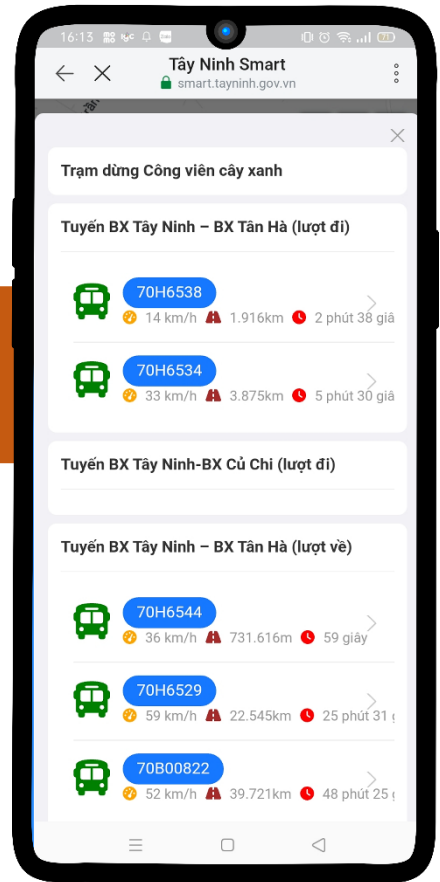 16:13
21
Tây Ninh Smart
smart.tayninh.gov.vn
Trạm dừng Công viên cây xanh
Tuyến BX Tây Ninh – BX Tân Hà (lượt đi)
70H6538
14 km/h 1.916km 2 phút 38 giâ
70H6534
33 km/h 3.875km 5 phút 30 giâ
Tuyến BX Tây Ninh-BX Củ Chi (lượt đi)
Tuyến BX Tây Ninh – BX Tân Hà (lượt về)
70H6544
36 km/h 731.616m 59 giây
70H6529
59 km/h 22.545km 25 phút 31
70B00822
52 km/h 39.721km 48 phút 25